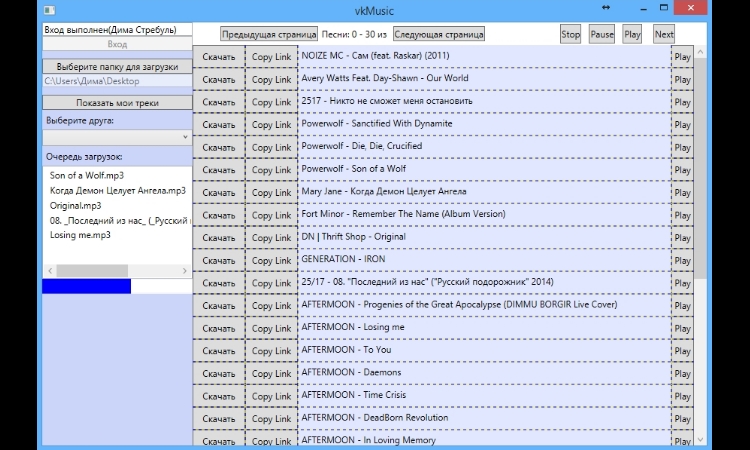 vkMusic
Вход выполнен(Дима Стребуль)
Вход
Выберите папку для загрузки
C:\Users\Дима\Desktop
Показать мои треки
Выберите друга:
Очередь загрузок:
Son of a Wolf.mp3
Когда Демон Целует Ангела.mp3
Original.mp3
08. _Последний из нас_ (_Русский
Losing me.mp3
Предыдущая страница Песни: 0 - 30 из Следующая страница Stop Pause Play Next
Скачать Copy Link NOIZE MC - Сам (feat. Raskar) (2011) Play
Скачать Copy Link Avery Watts Feat. Day-Shawn - Our World Play
Скачать Copy Link 2517 - Никто не сможет меня остановить Play
Скачать Copy Link Powerwolf - Sanctified With Dynamite Play
Скачать Copy Link Powerwolf - Die, Die, Crucified Play
Скачать Copy Link Powerwolf - Son of a Wolf Play
Скачать Copy Link Mary Jane - Когда Демон Целует Ангела Play
Скачать Copy Link Fort Minor - Remember The Name (Album Version) Play
Скачать Copy Link DN | Thrift Shop - Original Play
Скачать Copy Link GENERATION - IRON Play
Скачать Copy Link 25/17 - 08. "Последний из нас" ("Русский подорожник" 2014) Play
Скачать Copy Link AFTERMOON - Progenies of the Great Apocalypse (DIMMU BORGIR Live Cover) Play
Скачать Copy Link AFTERMOON - Losing me Play
Скачать Copy Link AFTERMOON - To You Play
Скачать Copy Link AFTERMOON - Daemons Play
Скачать Copy Link AFTERMOON - Time Crisis Play
Скачать Copy Link AFTERMOON - DeadBorn Revolution Play
Скачать Copy Link AFTERMOON - In Loving Memory Play